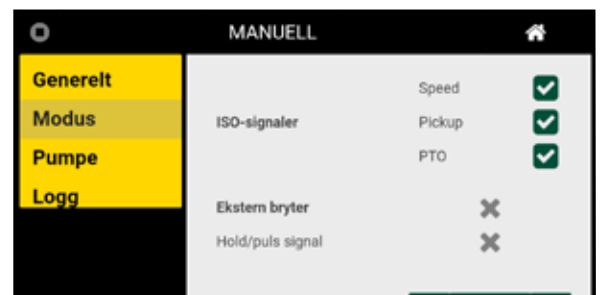 MANUELL
Generelt
Modus
Pumpe
Logg
Speed
ISO-signaler Pickup
PTO
Ekstern bryter
Hold/puls signal